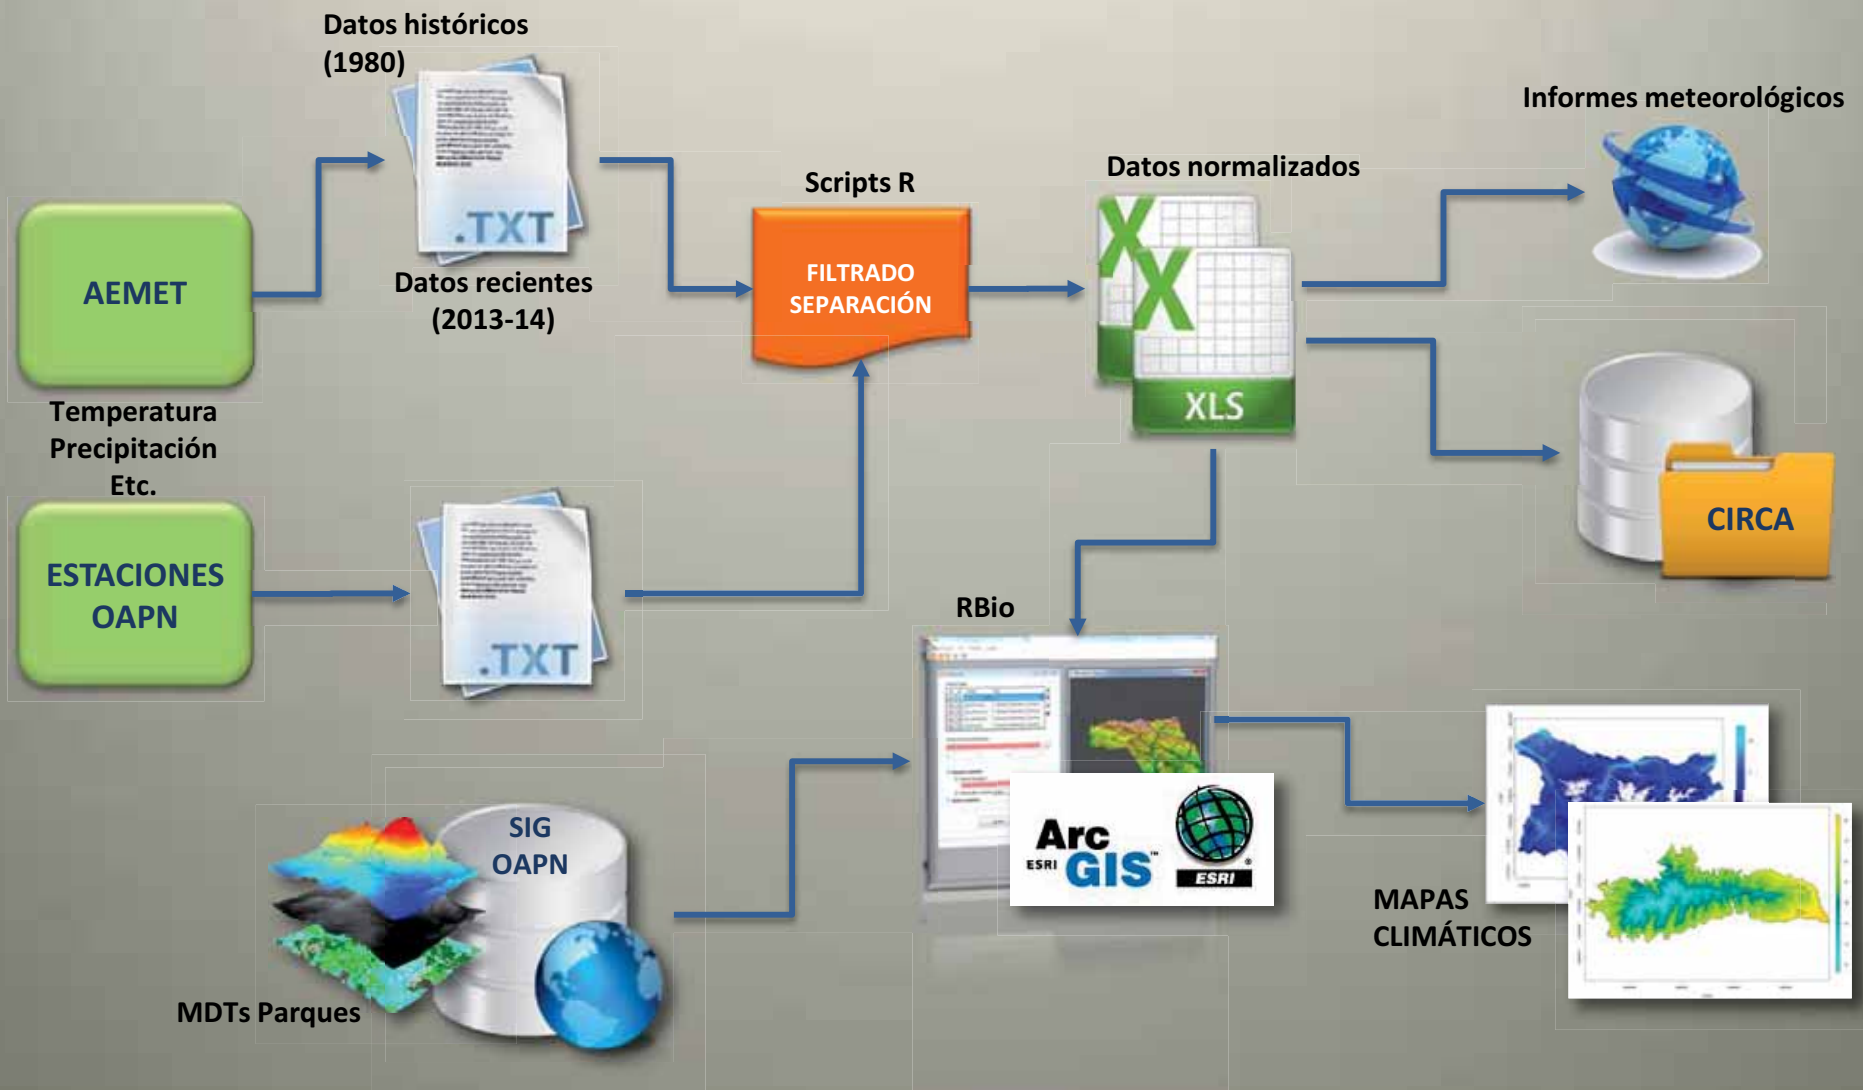 Datos históricos
(1980)
.TXT
Datos recientes
(2013-14)
AEMET
Temperatura
Precipitación
Etc.
ESTACIONES
OAPN
.TXT
Scripts R
FILTRADO
SEPARACIÓN
Datos normalizados
X
X
XLS
Informes meteorológicos
CIRCA
RBio
Arc
ESRI GIS™
ESRI
®
SIG
OAPN
MDTs Parques
MAPAS
CLIMÁTICOS